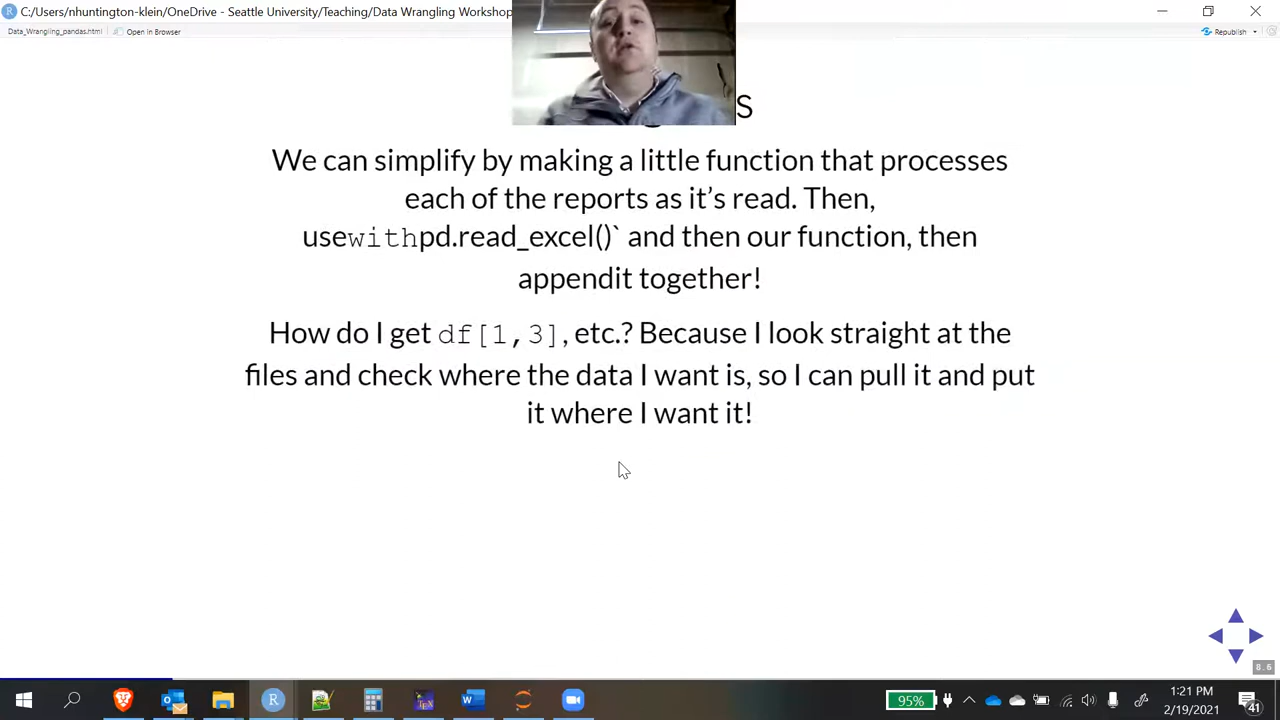 C:/Users/nhuntington-klein/OneDrive - Seattle University/Teaching/Data Wrangling Worksho
Data_Wrangling_pandas.html
Open in Browser
Republish
s
We can simplify by making a little function that processes
each of the reports as it’s read. Then,
usewithpd.read_excel()` and then our function, then
appendit together!
How do I get df[1,3], etc.? Because I look straight at the
files and check where the data I want is, so I can pull it and put
it where I want it!
8.6
95%
1:21 PM
2/19/2021
41